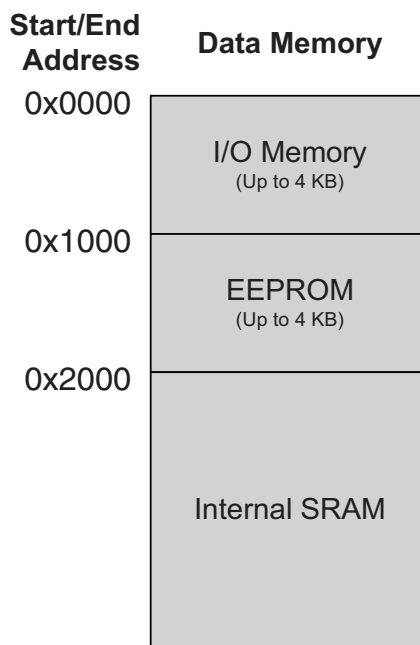 Start/End
Address
Data Memory
0x0000
I/O Memory
(Up to 4 KB)
0x1000
EEPROM
(Up to 4 KB)
0x2000
Internal SRAM